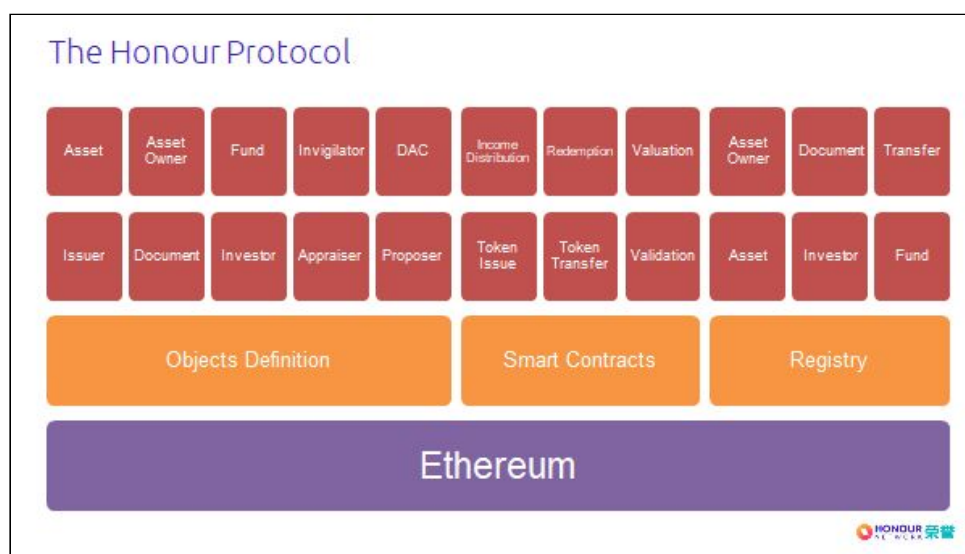 The Honour Protocol
Asset
Asset
Owner
Fund
Invigilator
DAC
Income
Distribution
Redemption
Valuation
Asset
Owner
Document
Transfer
Issuer
Document
Investor
Appraiser
Proposer
Token
Issue
Token
Transfer
Validation
Asset
Investor
Fund
Objects Definition
Smart Contracts
Registry
Ethereum
HONOUR
NETWORK
荣誉